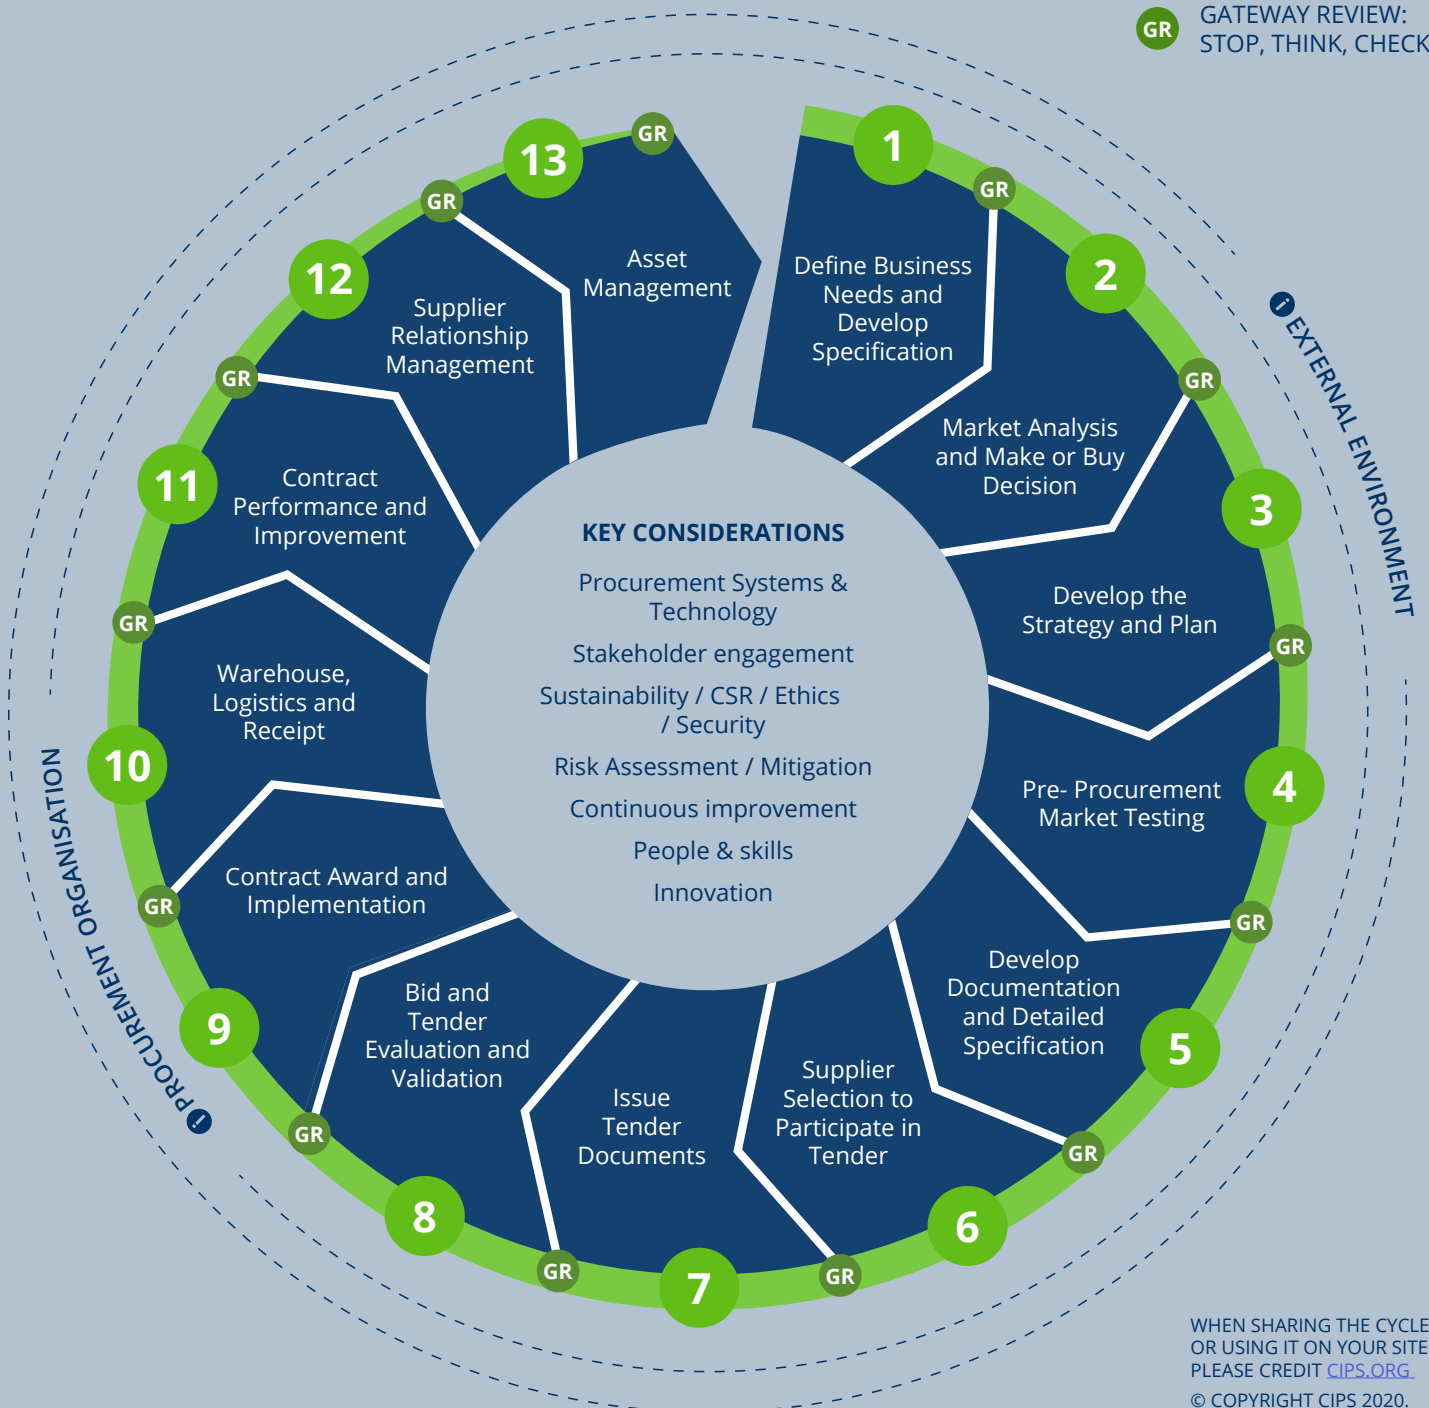 GR
GATEWAY REVIEW:
STOP, THINK, CHECK
1
Define Business
Needs and
Develop
Specification
GR
2
Market Analysis
and Make or Buy
Decision
GR
3
Develop the
Strategy and Plan
GR
4
Pre- Procurement
Market Testing
GR
5
Develop
Documentation
and Detailed
Specification
GR
6
Supplier
Selection to
Participate in
Tender
GR
7
Issue
Tender
Documents
GR
8
Bid and
Tender
Evaluation and
Validation
GR
9
Contract Award and
Implementation
GR
10
Warehouse,
Logistics and
Receipt
GR
11
Contract
Performance and
Improvement
GR
12
Supplier
Relationship
Management
GR
13
Asset
Management
GR
KEY CONSIDERATIONS
Procurement Systems &
Technology
Stakeholder engagement
Sustainability / CSR / Ethics
/ Security
Risk Assessment / Mitigation
Continuous improvement
People & skills
Innovation
i EXTERNAL ENVIRONMENT
i PROCUREMENT ORGANISATION
WHEN SHARING THE CYCLE
OR USING IT ON YOUR SITE
PLEASE CREDIT CIPS.ORG
© COPYRIGHT CIPS 2020.